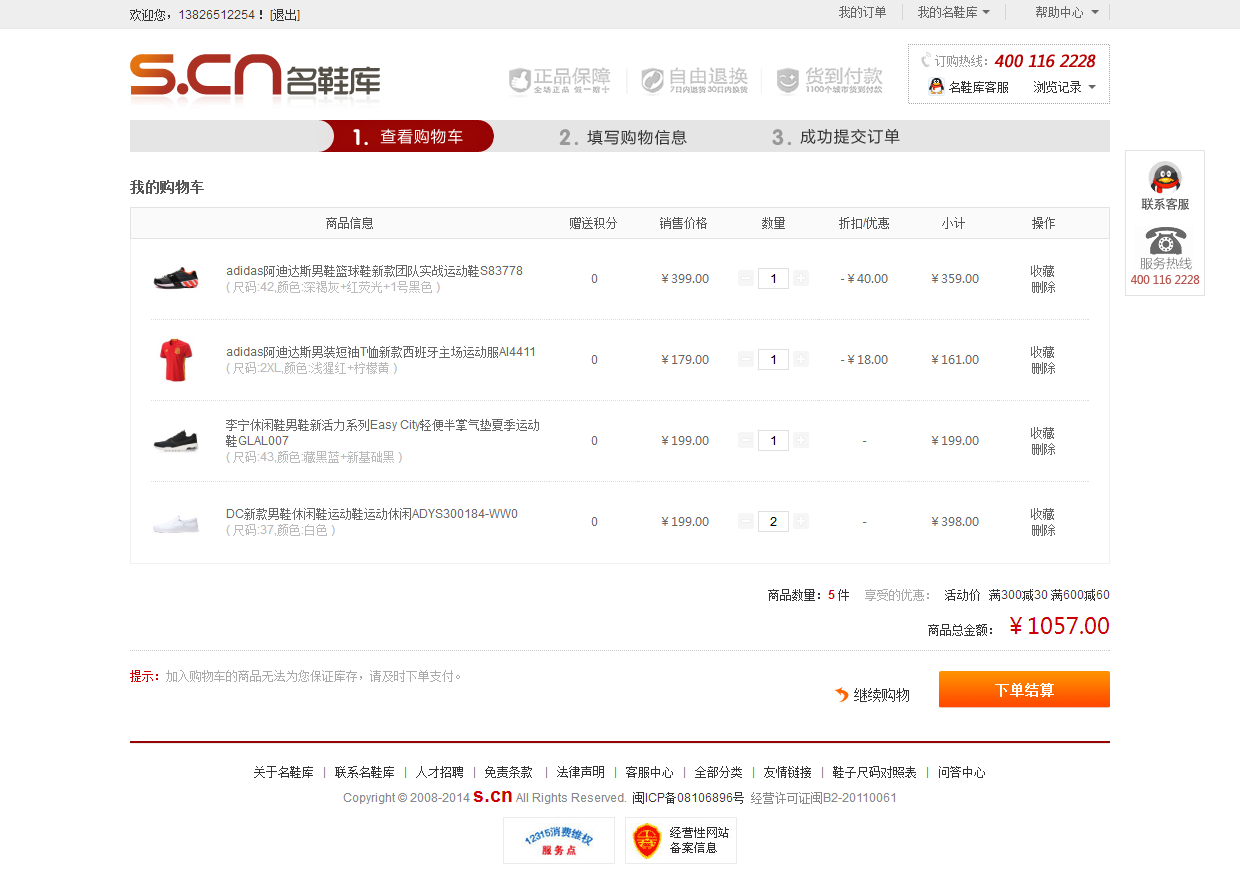 欢迎您，13826512254！[退出]
我的订单 我的名鞋库 帮助中心
s.cn 名鞋库
正品保障
全场正品 假一赔十
自由退换
7日内退货 30日内换货
货到付款
1100个城市货到付款
订购热线：400 116 2228
名鞋库客服 浏览记录
1. 查看购物车 2. 填写购物信息 3. 成功提交订单
联系客服
服务热线
400 116 2228
我的购物车
商品信息 赠送积分 销售价格 数量 折扣/优惠 小计 操作
adidas阿迪达斯男鞋篮球鞋新款团队实战运动鞋S83778
( 尺码:42,颜色:深褐灰+红荧光+1号黑色 )
0 ¥399.00 1 -¥40.00 ¥359.00
收藏
删除
adidas阿迪达斯男装短袖T恤新款西班牙主场运动服AI4411
( 尺码:2XL,颜色:浅猩红+柠檬黄 )
0 ¥179.00 1 -¥18.00 ¥161.00
收藏
删除
李宁休闲鞋男鞋新活力系列Easy City轻便半掌气垫夏季运动
鞋GLAL007
( 尺码:43,颜色:藏黑蓝+新基础黑 )
0 ¥199.00 1 - ¥199.00
收藏
删除
DC新款男鞋休闲鞋运动鞋运动休闲ADYS300184-WW0
( 尺码:37,颜色:白色 )
0 ¥199.00 2 - ¥398.00
收藏
删除
商品数量：5 件 享受的优惠： 活动价 满300减30 满600减60
商品总金额： ¥1057.00
提示：加入购物车的商品无法为您保证库存，请及时下单支付。
继续购物 下单结算
关于名鞋库 | 联系名鞋库 | 人才招聘 | 免责条款 | 法律声明 | 客服中心 | 全部分类 | 友情链接 | 鞋子尺码对照表 | 问答中心
Copyright © 2008-2014 s.cn All Rights Reserved. 闽ICP备08106896号 经营许可证闽B2-20110061
12315消费维权
服务点
经营性网站
备案信息